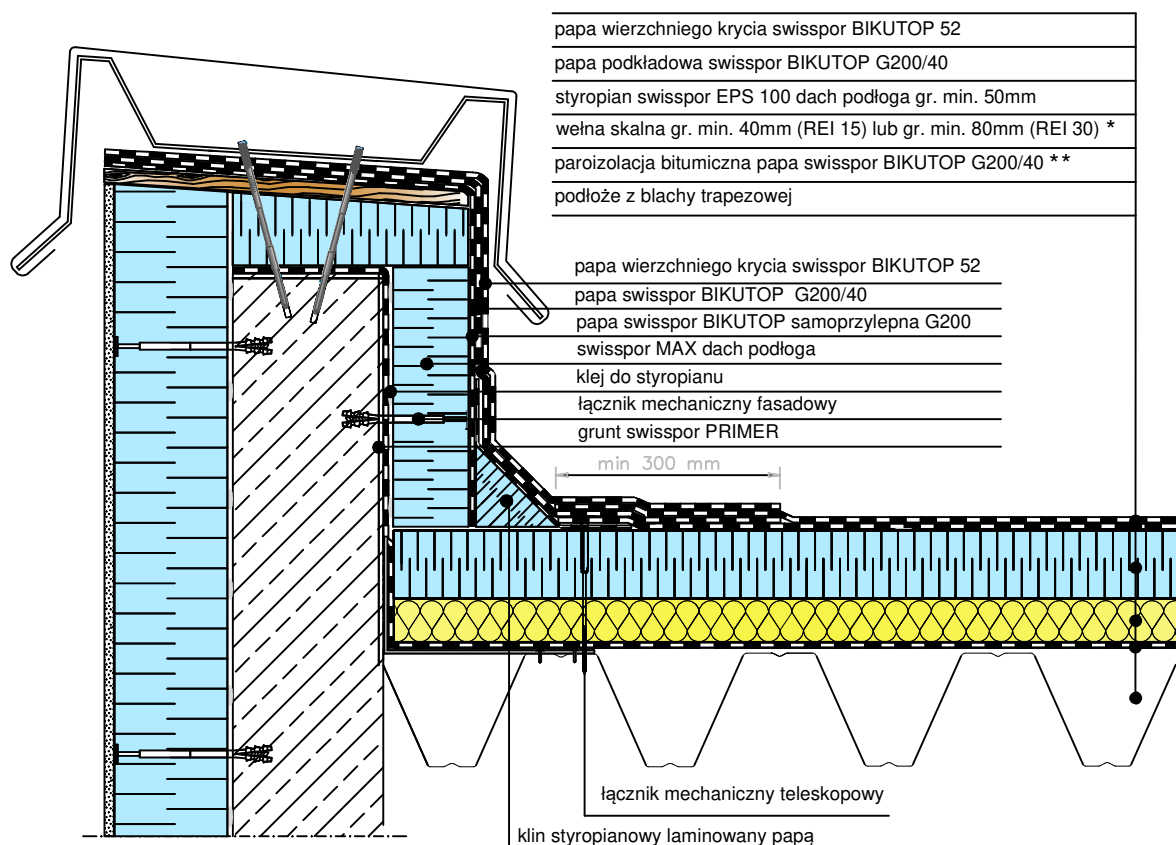 papa wierzchniego krycia swisspor BIKUTOP 52
papa podkładowa swisspor BIKUTOP G200/40
styropian swisspor EPS 100 dach podłoga gr. min. 50mm
wełna skalna gr. min. 40mm (REI 15) lub gr. min. 80mm (REI 30) *
paroizolacja bitumiczna papa swisspor BIKUTOP G200/40 **
podłoże z blachy trapezowej
papa wierzchniego krycia swisspor BIKUTOP 52
papa swisspor BIKUTOP G200/40
papa swisspor BIKUTOP samoprzylepna G200
swisspor MAX dach podłoga
klej do styropianu
łącznik mechaniczny fasadowy
grunt swisspor PRIMER
min 300 mm
łącznik mechaniczny teleskopowy
klin styropianowy laminowany papą